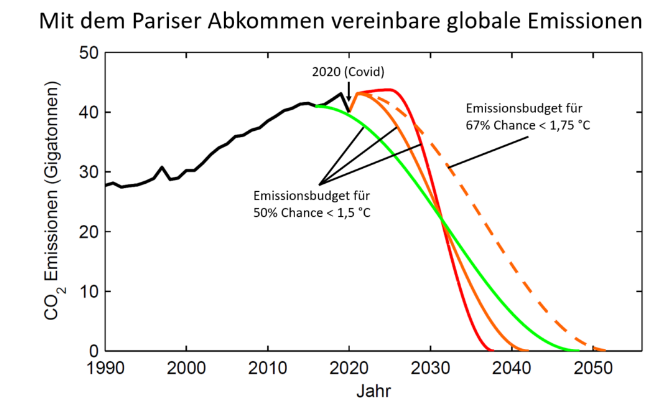 Mit dem Pariser Abkommen vereinbare globale Emissionen
50
40
30
20
10
0
CO2 Emissionen (Gigatonnen)
2020 (Covid)
Emissionsbudget für
67% Chance < 1,75 °C
Emissionsbudget für
50% Chance < 1,5 °C
1990 2000 2010 2020 2030 2040 2050
Jahr